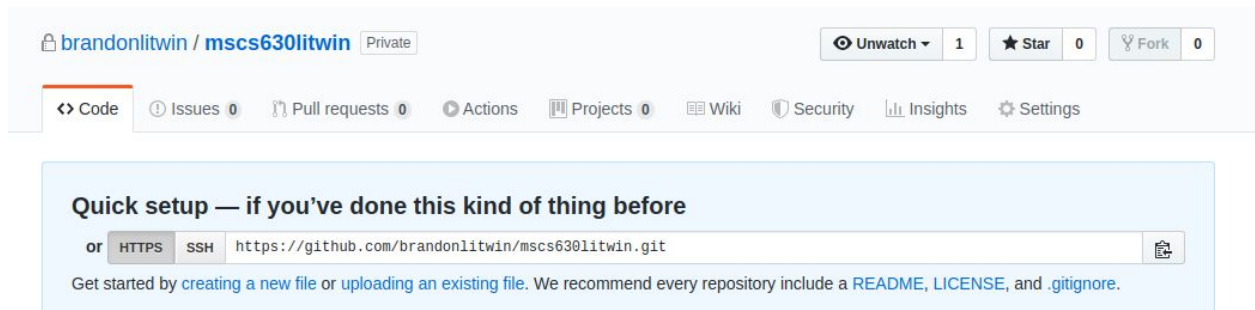 brandonlitwin / mscs630litwin Private Unwatch 1 Star 0 Fork 0
Code Issues 0 Pull requests 0 Actions Projects 0 Wiki Security Insights Settings
Quick setup — if you’ve done this kind of thing before
or HTTPS SSH https://github.com/brandonlitwin/mscs630litwin.git
Get started by creating a new file or uploading an existing file. We recommend every repository include a README, LICENSE, and .gitignore.